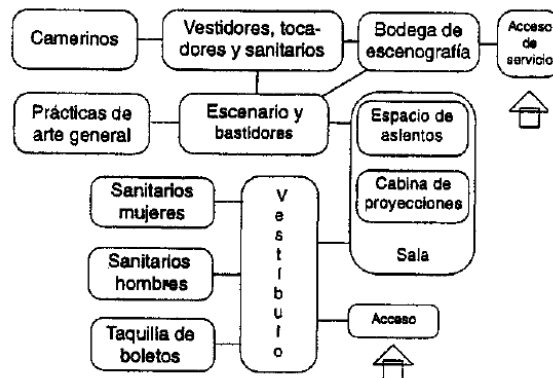 Camerinos
Vestidores, toca-
dores y sanitarios
Bodega de
escenografía
Acceso
de
servicio
Prácticas de
arte general
Escenario y
bastidores
Espacio de
asientos
Cabina de
proyecciones
Sala
Sanitarios
mujeres
Sanitarios
hombres
Taquilla de
boletos
Vestíbulo
Acceso